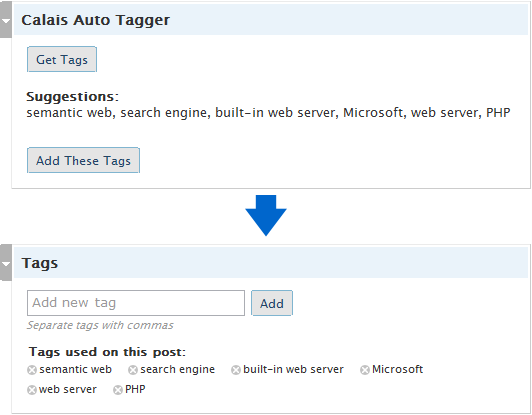 Calais Auto Tagger
Get Tags
Suggestions:
semantic web, search engine, built-in web server, Microsoft, web server, PHP
Add These Tags
Tags
Add new tag Add
Separate tags with commas
Tags used on this post:
semantic web search engine built-in web server Microsoft
web server PHP